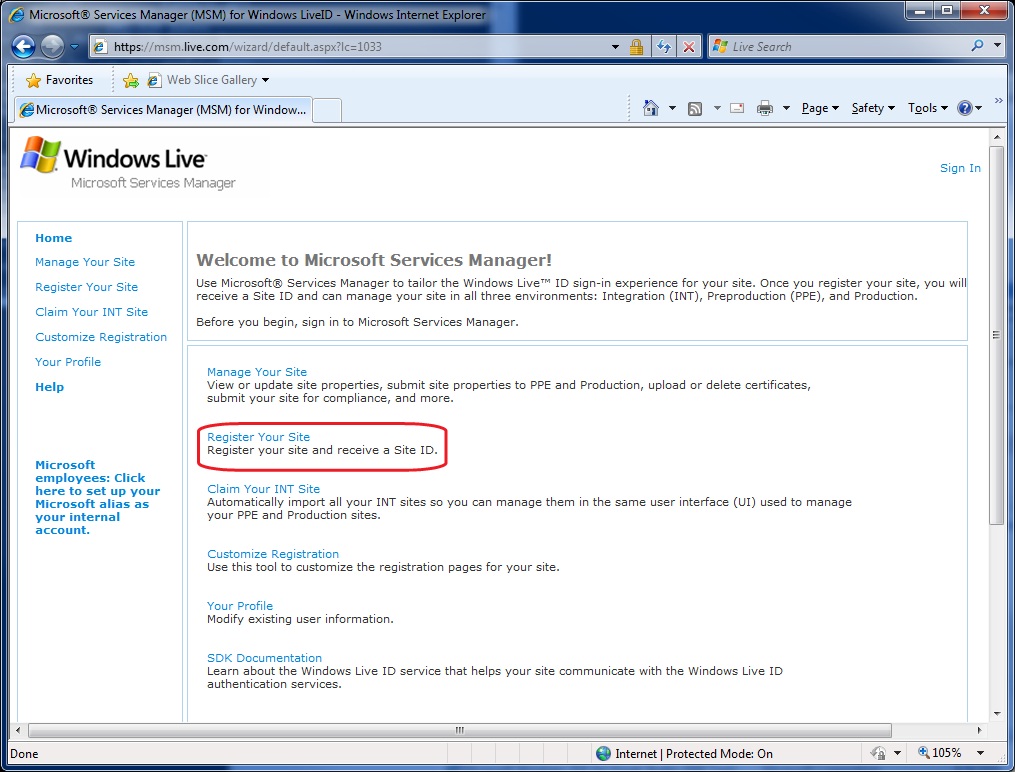 Microsoft® Services Manager (MSM) for Windows LiveID - Windows Internet Explorer
https://msm.live.com/wizard/default.aspx?lc=1033
Live Search
Favorites
Web Slice Gallery
Microsoft® Services Manager (MSM) for Window...
Page
Safety
Tools
Windows Live™
Microsoft Services Manager
Sign In
Home
Manage Your Site
Register Your Site
Claim Your INT Site
Customize Registration
Your Profile
Help
Microsoft
employees: Click
here to set up your
Microsoft alias as
your internal
account.
Welcome to Microsoft Services Manager!
Use Microsoft® Services Manager to tailor the Windows Live™ ID sign-in experience for your site. Once you register your site, you will
receive a Site ID and can manage your site in all three environments: Integration (INT), Preproduction (PPE), and Production.
Before you begin, sign in to Microsoft Services Manager.
Manage Your Site
View or update site properties, submit site properties to PPE and Production, upload or delete certificates,
submit your site for compliance, and more.
Register Your Site
Register your site and receive a Site ID.
Claim Your INT Site
Automatically import all your INT sites so you can manage them in the same user interface (UI) used to manage
your PPE and Production sites.
Customize Registration
Use this tool to customize the registration pages for your site.
Your Profile
Modify existing user information.
SDK Documentation
Learn about the Windows Live ID service that helps your site communicate with the Windows Live ID
authentication services.
Done
Internet | Protected Mode: On
105%